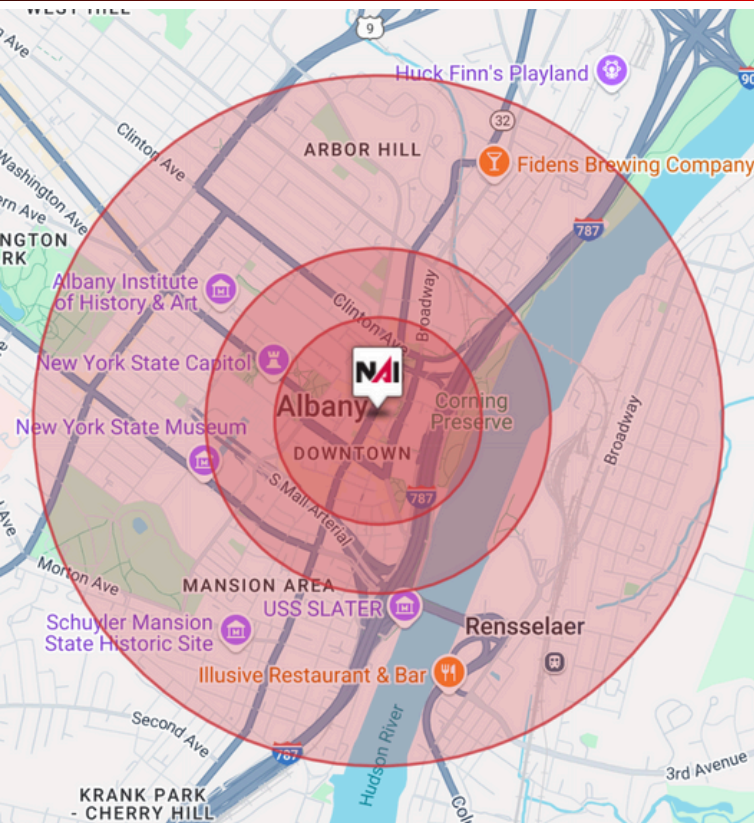 WEST HILL
9
Huck Finn's Playland
90
Ave
Clinton Ave
32
ARBOR HILL
Fidens Brewing Company
Washington Ave
ern Ave
787
NGTON
RK
Albany Institute
of History & Art
Broadway
Clinton Ave
New York State Capitol
NAI
Albany
Corning
Preserve
Broadway
New York State Museum
DOWNTOWN
787
S Mall Arterial
Ave
Morton Ave
MANSION AREA
USS SLATER
Schuyler Mansion
State Historic Site
Rensselaer
Illusive Restaurant & Bar
Hudson River
Second Ave
787
3rd Avenue
KRANK PARK
- CHERRY HILL
Colu